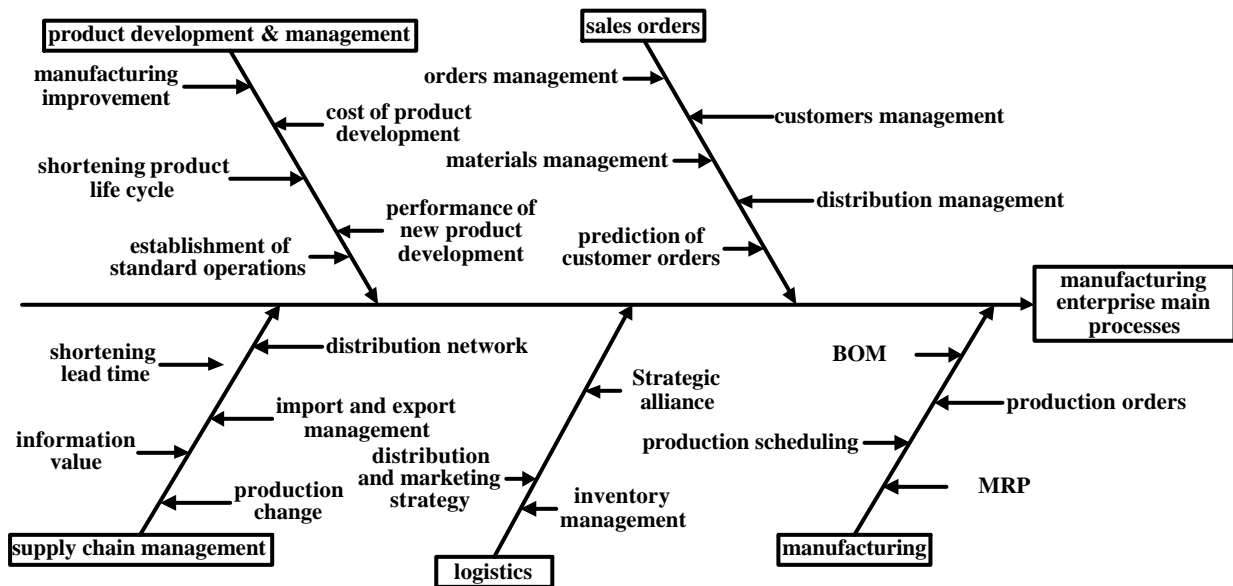 product development & management
sales orders
manufacturing
improvement
orders management
cost of product
development
customers management
materials management
shortening product
life cycle
distribution management
performance of
new product
development
establishment of
standard operations
prediction of
customer orders
manufacturing
enterprise main
processes
shortening
lead time
distribution network
BOM
Strategic
alliance
import and export
management
production orders
information
value
distribution
and marketing
strategy
production scheduling
production
change
inventory
management
MRP
supply chain management
logistics
manufacturing